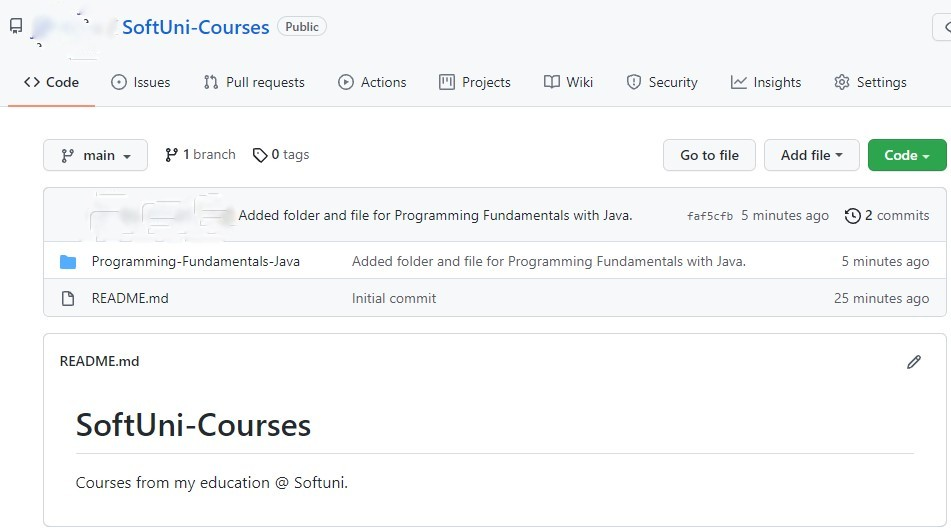 SoftUni-Courses Public
Code Issues Pull requests Actions Projects Wiki Security Insights Settings
main 1 branch 0 tags Go to file Add file Code
Added folder and file for Programming Fundamentals with Java. faf5cfb 5 minutes ago 2 commits
Programming-Fundamentals-Java Added folder and file for Programming Fundamentals with Java. 5 minutes ago
README.md Initial commit 25 minutes ago
README.md
SoftUni-Courses
Courses from my education @ Softuni.